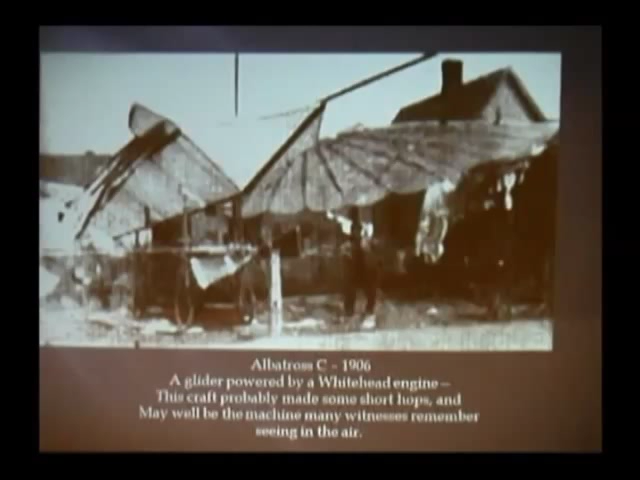 Albatross C - 1906
A glider powered by a Whitehead engine –
This craft probably made some short hops, and
May well be the machine many witnesses remember
seeing in the air.